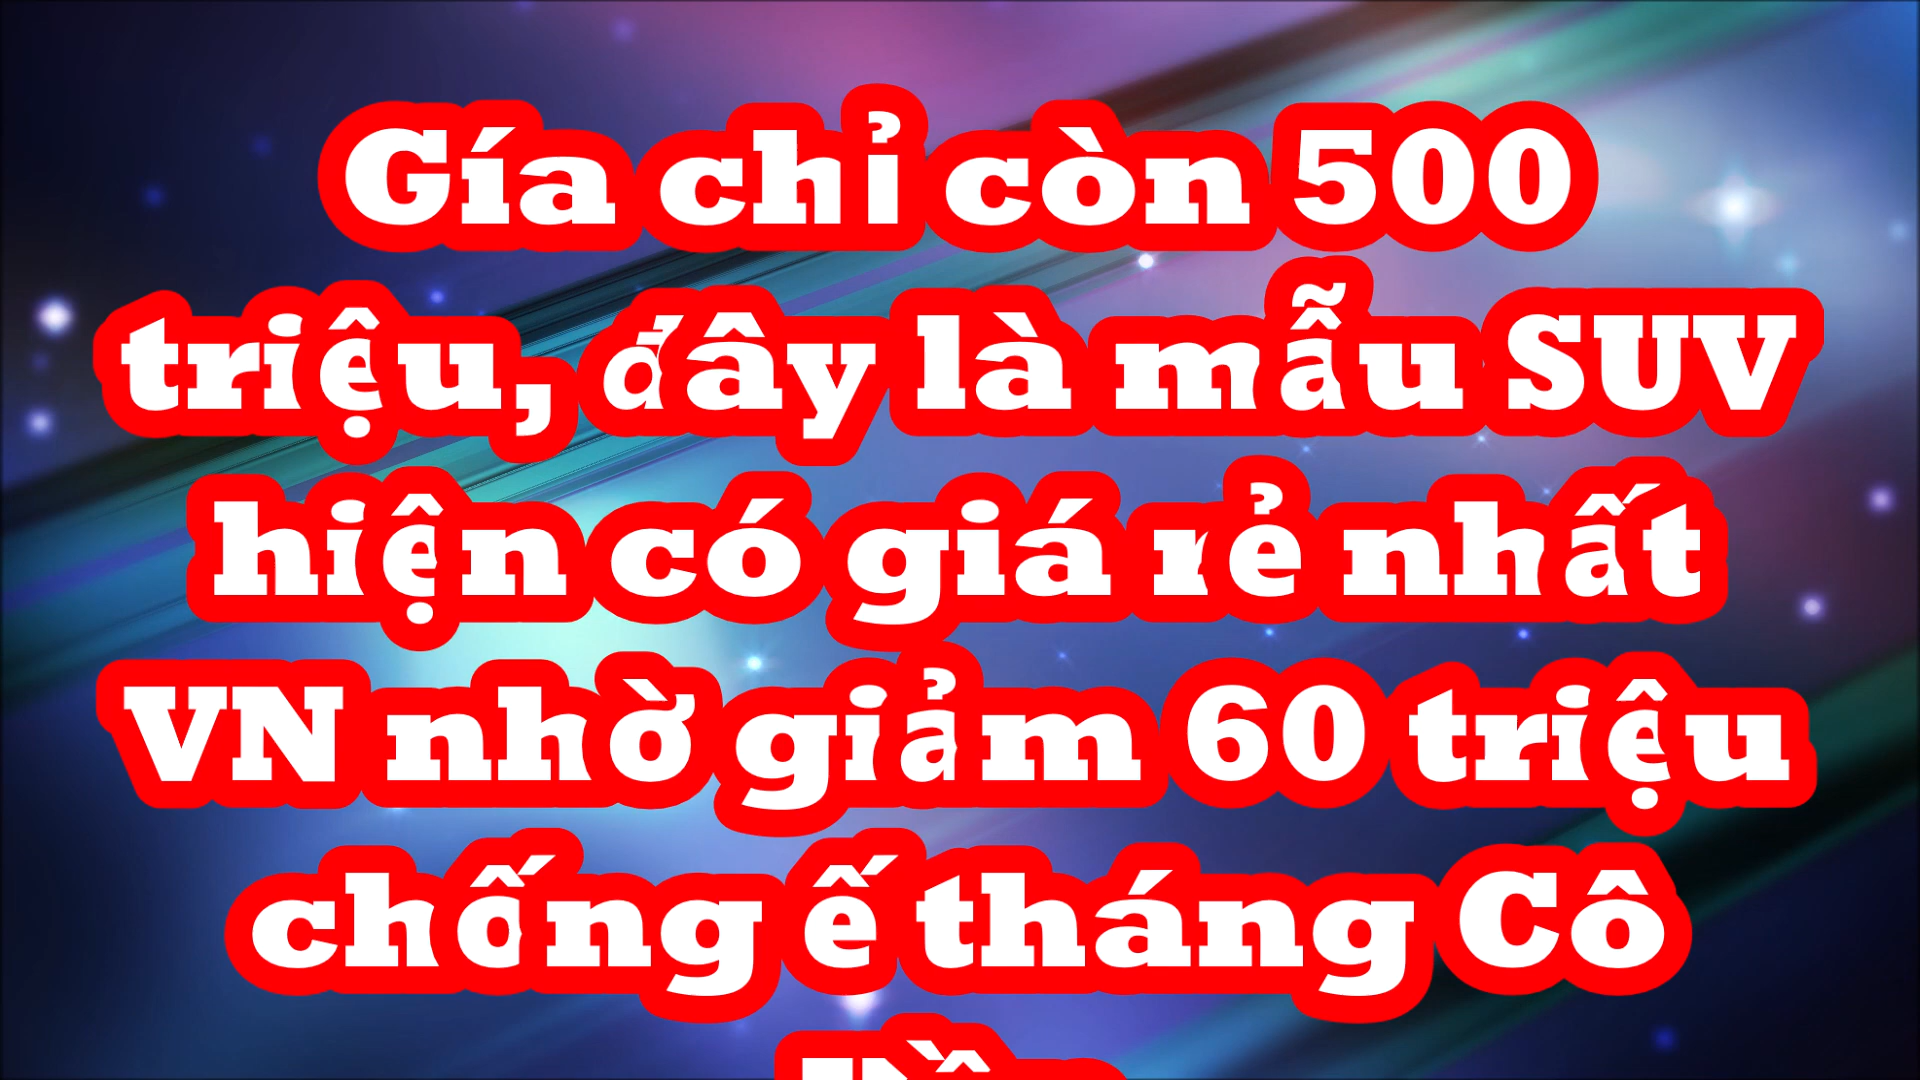 Gía chỉ còn 500
triệu, đây là mẫu SUV
hiện có giá rẻ nhất
VN nhờ giảm 60 triệu
chống ế tháng Cô